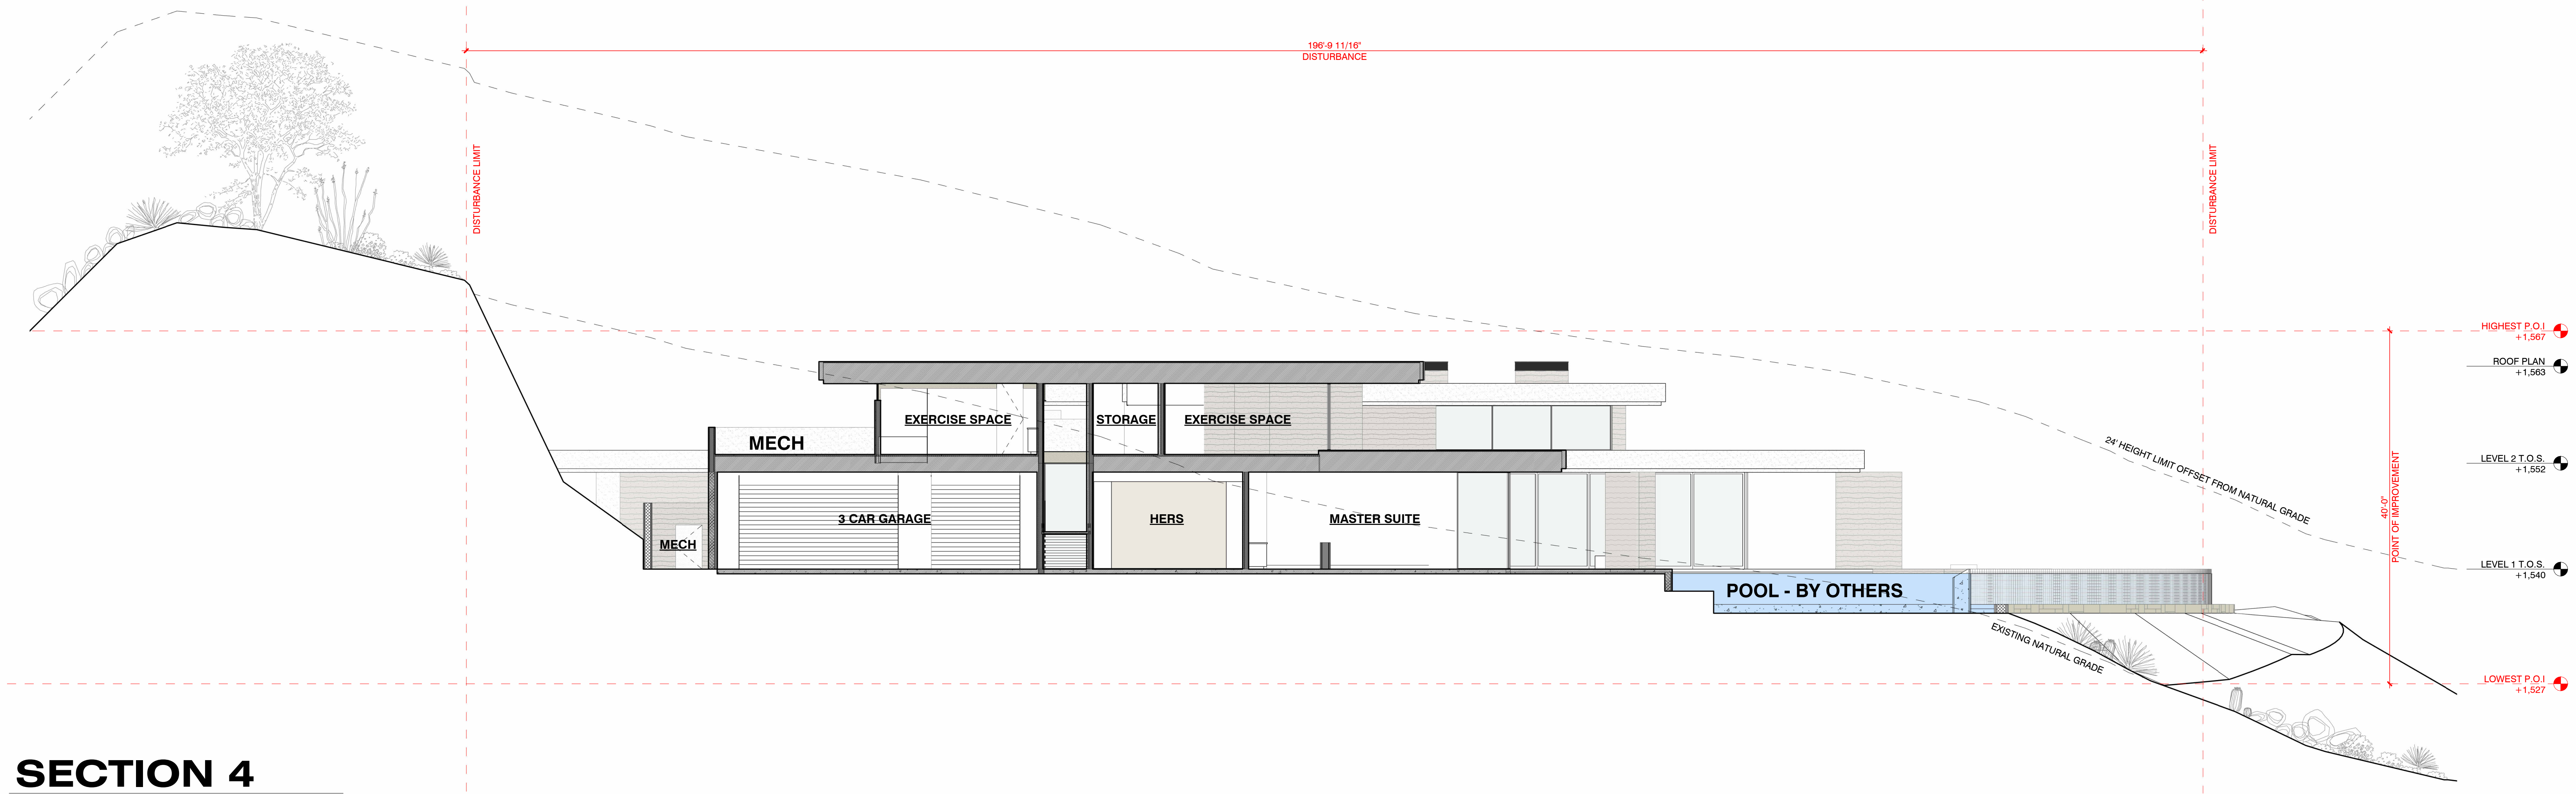 196'-9 11/16"
DISTURBANCE
DISTURBANCE LIMIT
DISTURBANCE LIMIT
HIGHEST P.O.I
+1,567
ROOF PLAN
+1,563
EXERCISE SPACE
STORAGE
EXERCISE SPACE
MECH
24' HEIGHT LIMIT OFFSET FROM NATURAL GRADE
LEVEL 2 T.O.S.
+1,552
40'-0"
POINT OF IMPROVEMENT
3 CAR GARAGE
HERS
MASTER SUITE
MECH
LEVEL 1 T.O.S.
+1,540
POOL - BY OTHERS
EXISTING NATURAL GRADE
LOWEST P.O.I
+1,527
SECTION 4